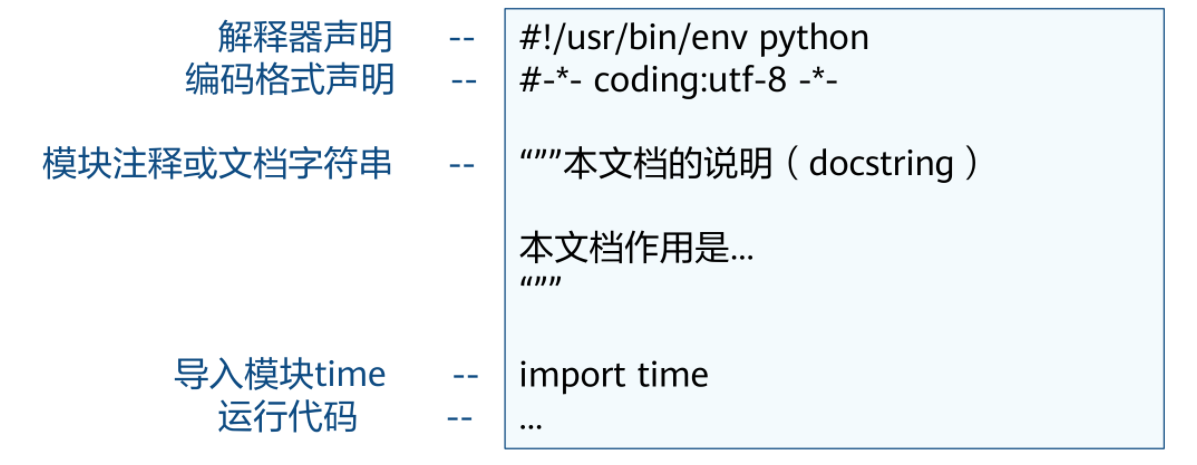 解释器声明 -- #!/usr/bin/env python
编码格式声明 -- #-*- coding:utf-8 -*-
模块注释或文档字符串 -- “””本文档的说明（docstring）
本文档作用是...
“””
导入模块time -- import time
运行代码 -- ...